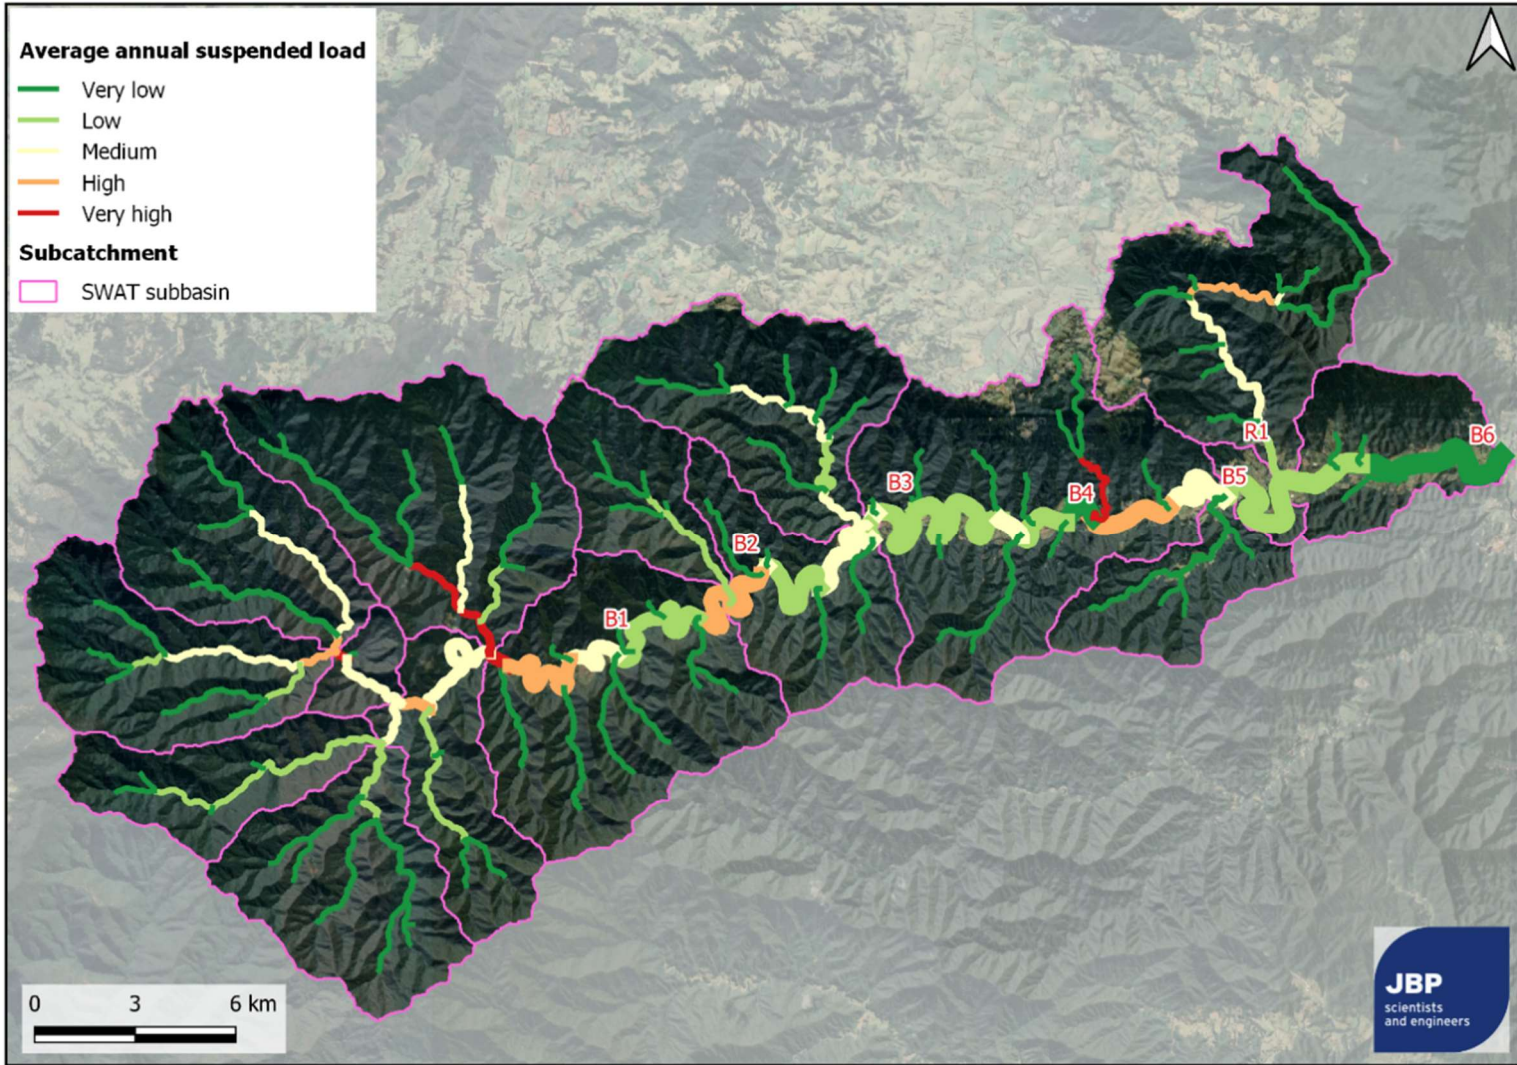 Average annual suspended load
Very low
Low
Medium
High
Very high
Subcatchment
SWAT subbasin
R1
B6
B5
B3
B4
B2
B1
0 3 6 km
JBP
scientists
and engineers